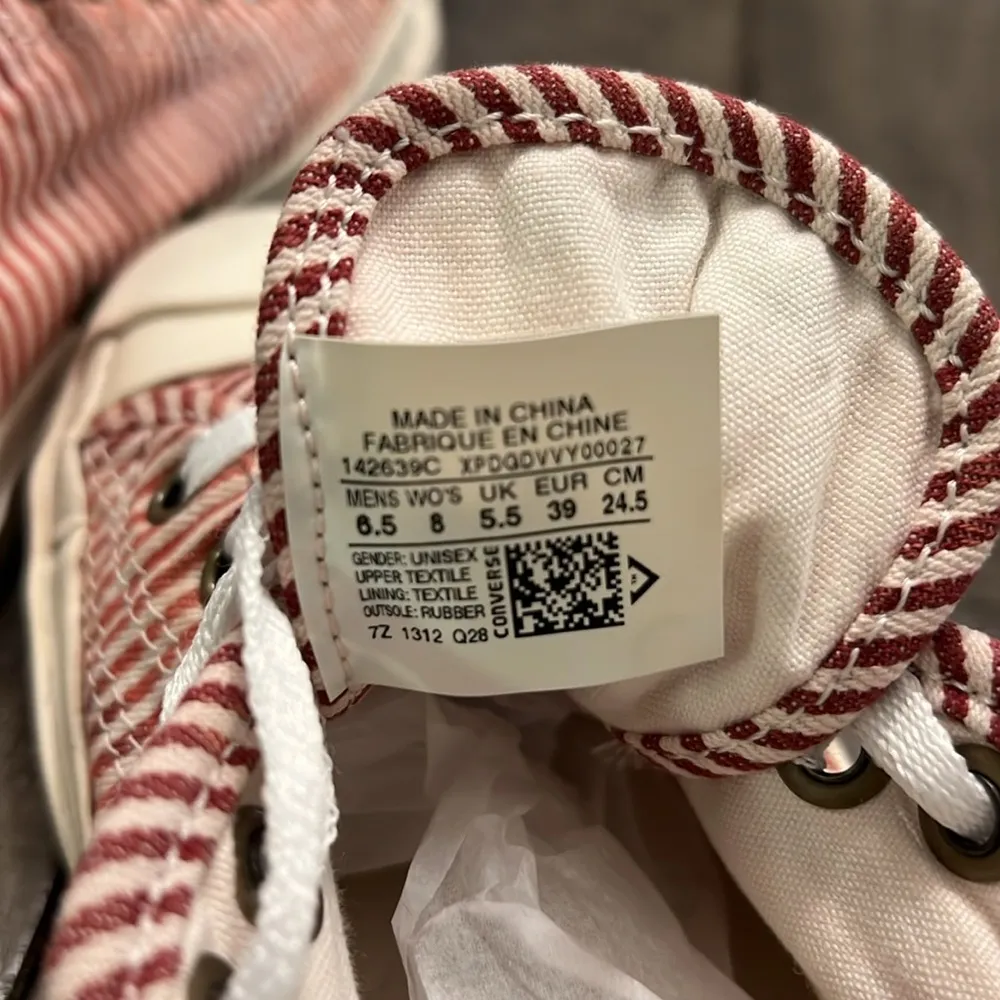 MADE IN CHINA
FABRIQUE EN CHINE
142639C XPDGDVVY00027
MENS WO'S UK EUR CM
6.5 8 5.5 39 24.5
GENDER: UNISEX
UPPER TEXTILE
LINING: TEXTILE
OUTSOLE: RUBBER
7Z 1312 Q28
CONVERSE